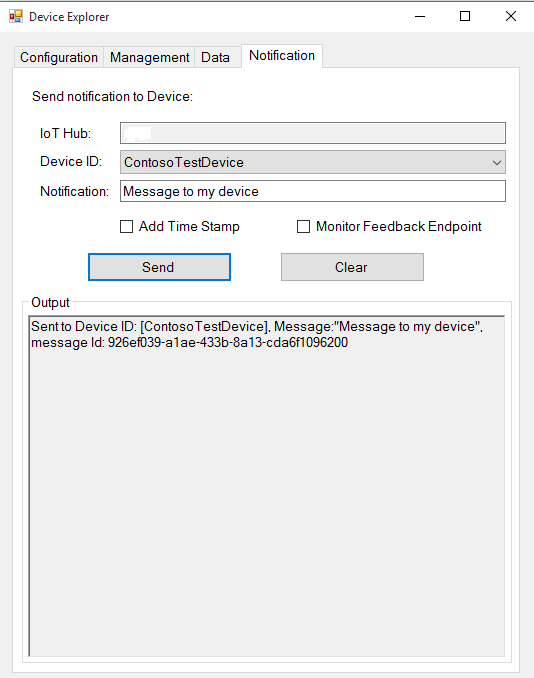 Device Explorer
Configuration Management Data Notification
Send notification to Device:
IoT Hub:
Device ID: ContosoTestDevice
Notification: Message to my device
Add Time Stamp Monitor Feedback Endpoint
Send Clear
Output
Sent to Device ID: [ContosoTestDevice], Message:"Message to my device",
message Id: 926ef039-a1ae-433b-8a13-cda6f1096200